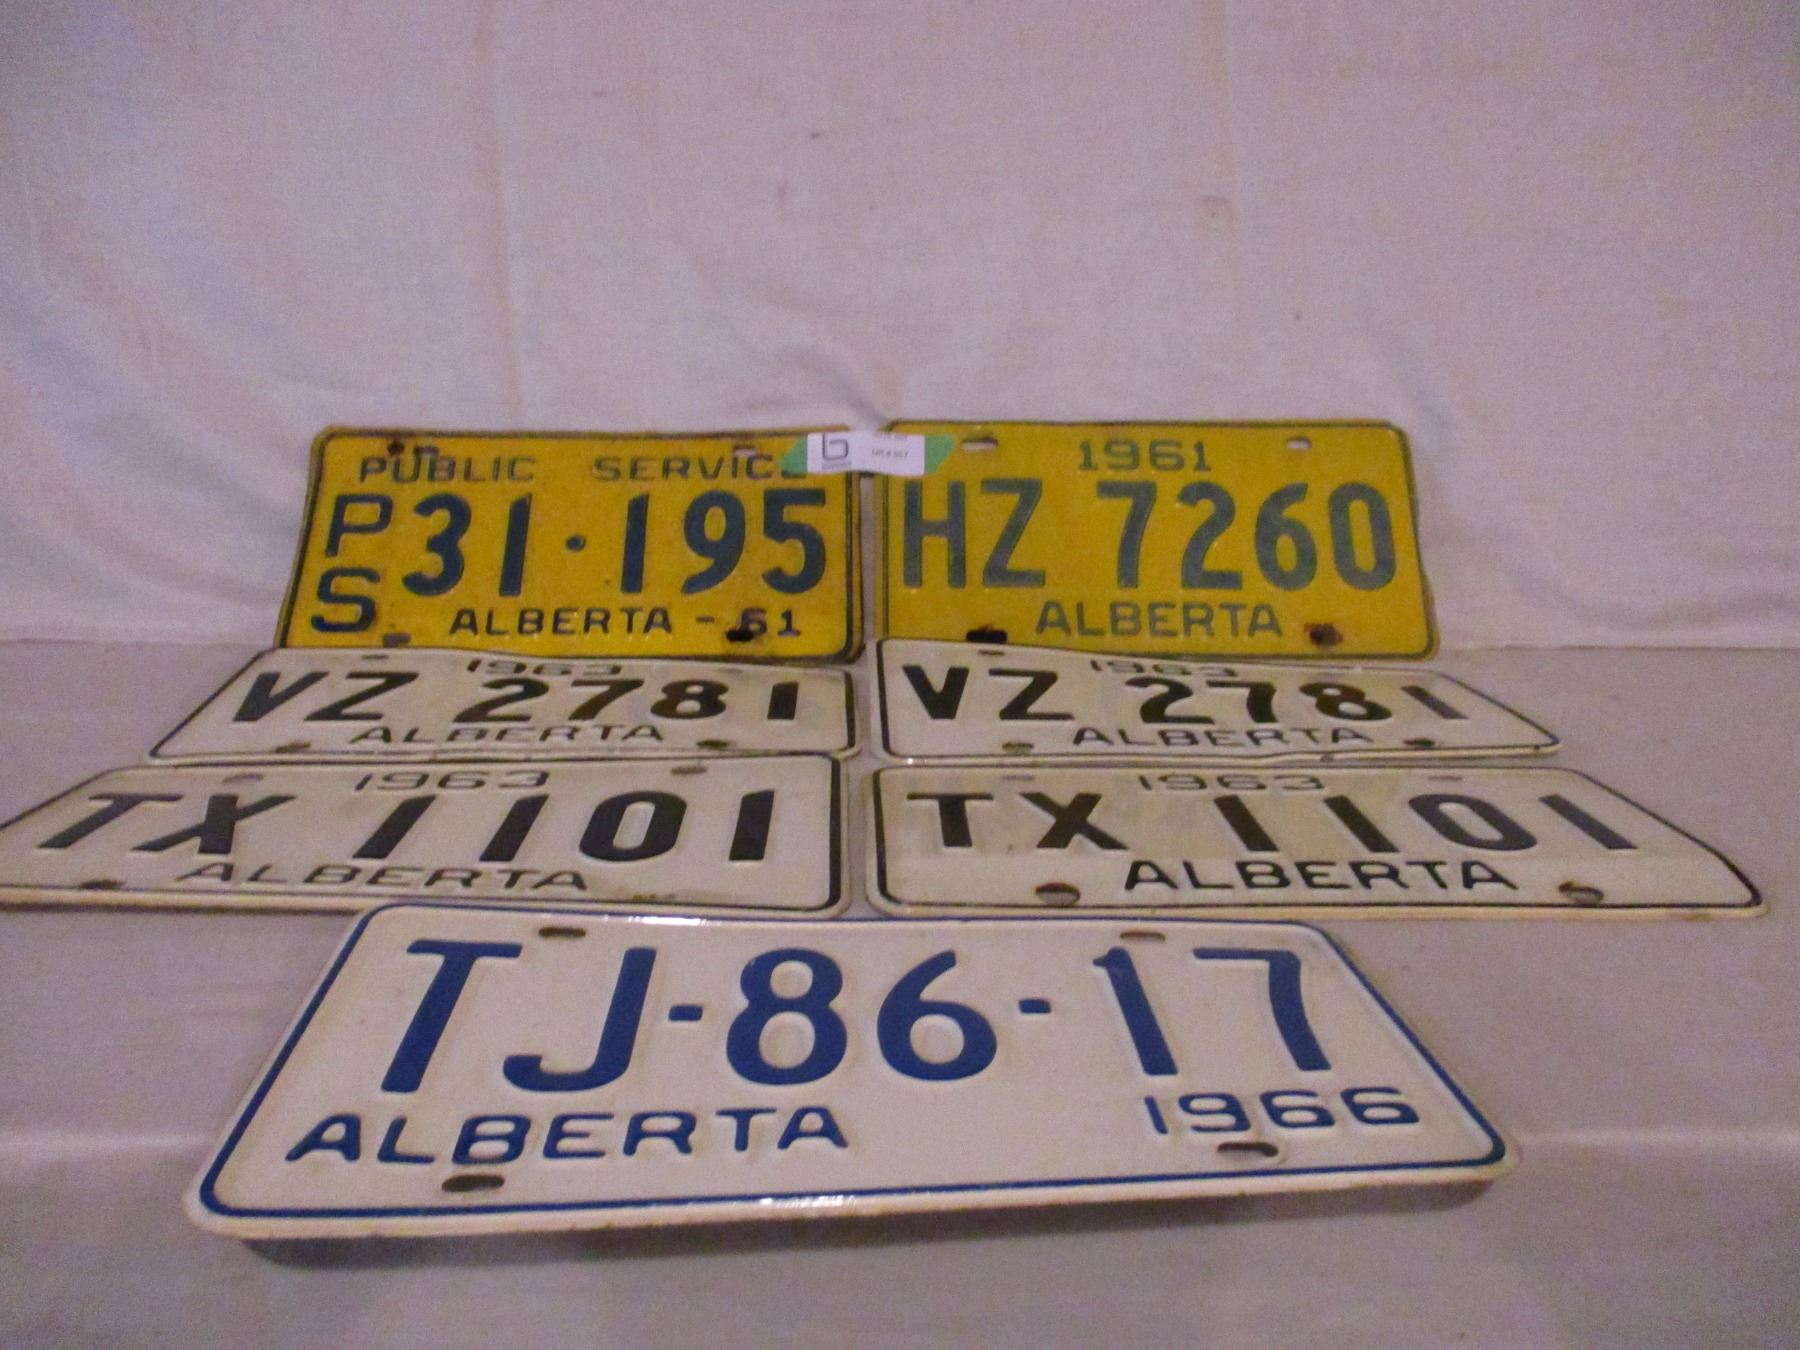 PUBLIC SERVICE
PS 31·195
ALBERTA - 61
1961
HZ 7260
ALBERTA
1963
VZ 2781
ALBERTA
1963
VZ 2781
ALBERTA
1963
TX 1101
ALBERTA
1963
TX 1101
ALBERTA
TJ-86-17
ALBERTA 1966